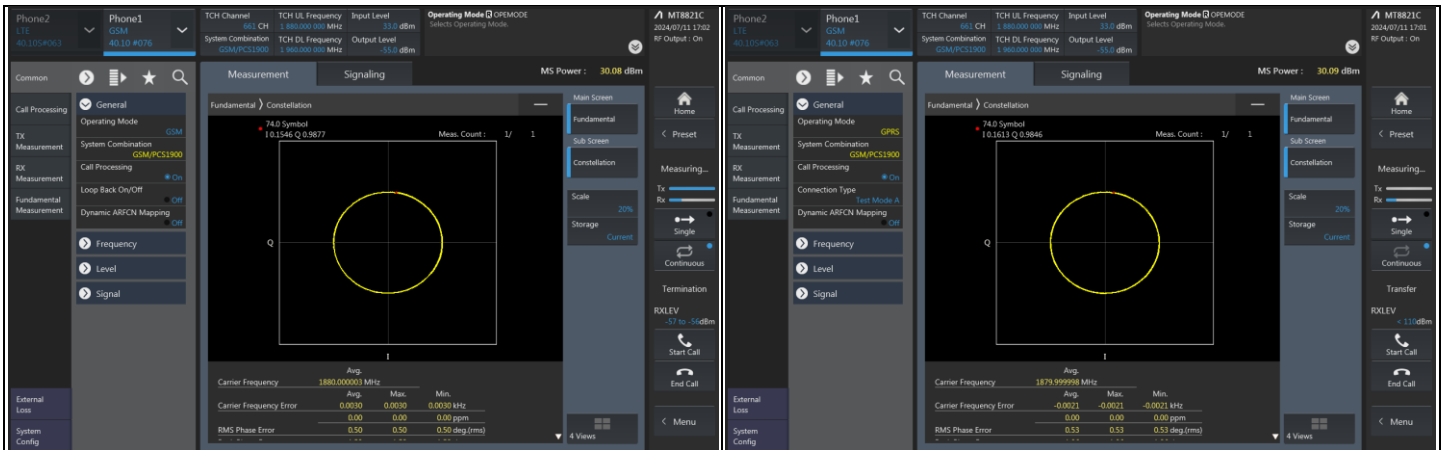 Phone2
LTE
40.10S#063
Phone1
GSM
40.10 #076
TCH Channel
661 CH
TCH UL Frequency
1 880.000 000 MHz
Input Level
33.0 dBm
System Combination
GSM/PCS1900
TCH DL Frequency
1 960.000 000 MHz
Output Level
-55.0 dBm
Operating Mode OPEMODE
Selects Operating Mode.
MT8821C
2024/07/11 17:02
RF Output : On
Common
Call Processing
TX
Measurement
RX
Measurement
Fundamental
Measurement
External
Loss
System
Config
General
Operating Mode
GSM
System Combination
GSM/PCS1900
Call Processing
On
Loop Back On/Off
Off
Dynamic ARFCN Mapping
Off
Frequency
Level
Signal
Measurement
Signaling
MS Power : 30.08 dBm
Fundamental 〉 Constellation
74.0 Symbol
I 0.1546 Q 0.9877
Meas. Count : 1/ 1
Q
I
Avg.
Carrier Frequency 1880.000003 MHz
Avg. Max. Min.
Carrier Frequency Error 0.0030 0.0030 0.0030 kHz
0.00 0.00 0.00 ppm
RMS Phase Error 0.50 0.50 0.50 deg.(rms)
Main Screen
Fundamental
Sub Screen
Constellation
Scale
20%
Storage
Current
4 Views
Home
Preset
Measuring...
Tx
Rx
Single
Continuous
Termination
RXLEV
-57 to -56dBm
Start Call
End Call
Menu
Phone2
LTE
40.10S#063
Phone1
GSM
40.10 #076
TCH Channel
661 CH
TCH UL Frequency
1 880.000 000 MHz
Input Level
33.0 dBm
System Combination
GSM/PCS1900
TCH DL Frequency
1 960.000 000 MHz
Output Level
-55.0 dBm
Operating Mode OPEMODE
Selects Operating Mode.
MT8821C
2024/07/11 17:01
RF Output : On
Common
Call Processing
TX
Measurement
RX
Measurement
Fundamental
Measurement
External
Loss
System
Config
General
Operating Mode
GPRS
System Combination
GSM/PCS1900
Call Processing
On
Connection Type
Test Mode A
Dynamic ARFCN Mapping
Off
Frequency
Level
Signal
Measurement
Signaling
MS Power : 30.09 dBm
Fundamental 〉 Constellation
74.0 Symbol
I 0.1613 Q 0.9846
Meas. Count : 1/ 1
Q
I
Avg.
Carrier Frequency 1879.999998 MHz
Avg. Max. Min.
Carrier Frequency Error -0.0021 -0.0021 -0.0021 kHz
0.00 0.00 0.00 ppm
RMS Phase Error 0.53 0.53 0.53 deg.(rms)
Main Screen
Fundamental
Sub Screen
Constellation
Scale
20%
Storage
Current
4 Views
Home
Preset
Measuring...
Tx
Rx
Single
Continuous
Transfer
RXLEV
< 110dBm
Start Call
End Call
Menu